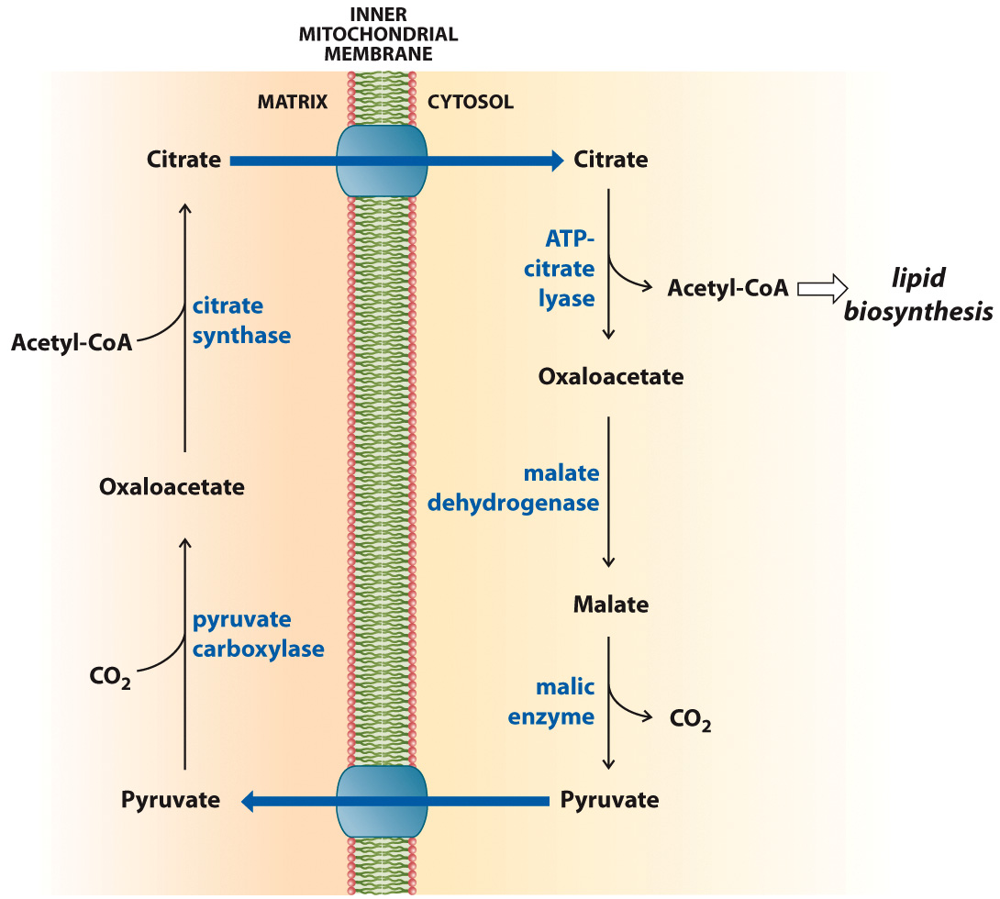 INNER
MITOCHONDRIAL
MEMBRANE
MATRIX
CYTOSOL
Citrate
Citrate
ATP-
citrate
lyase
Acetyl-CoA
lipid
biosynthesis
citrate
synthase
Acetyl-CoA
Oxaloacetate
Oxaloacetate
malate
dehydrogenase
Malate
pyruvate
carboxylase
CO₂
malic
enzyme
CO₂
Pyruvate
Pyruvate